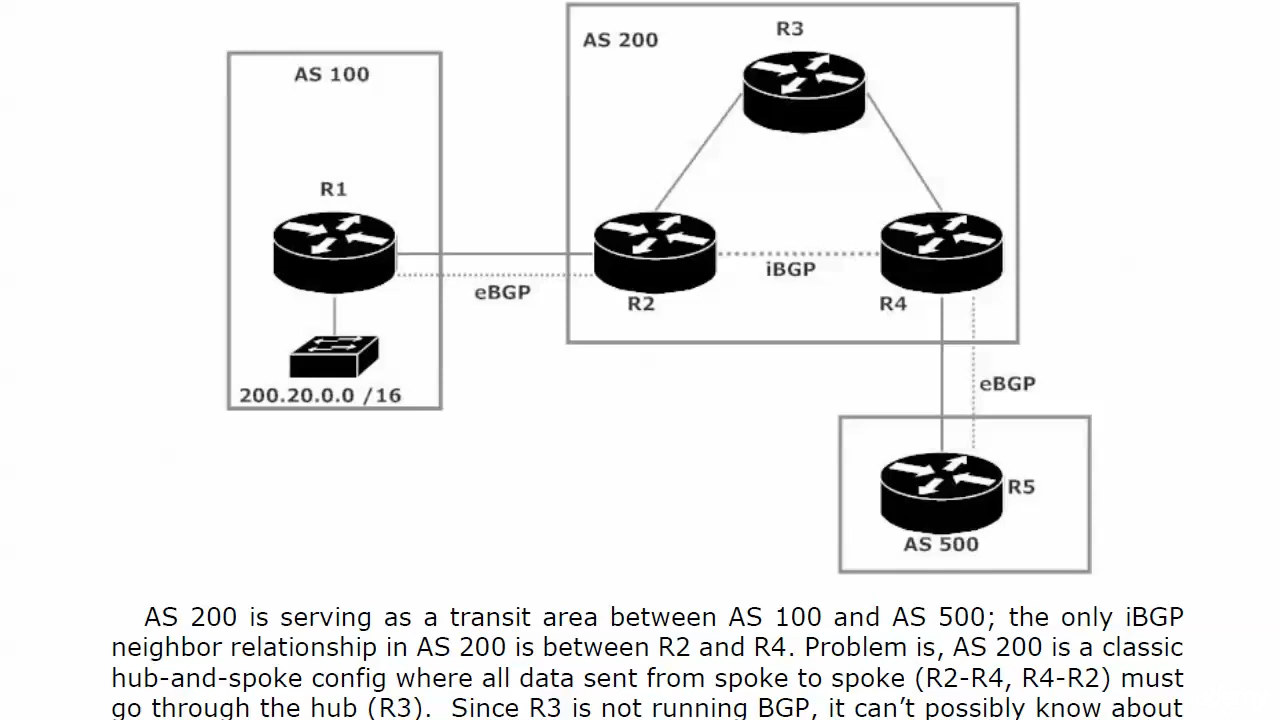 AS 100
AS 200
R3
R1
eBGP
R2
iBGP
R4
200.20.0.0 /16
eBGP
R5
AS 500
AS 200 is serving as a transit area between AS 100 and AS 500; the only iBGP
neighbor relationship in AS 200 is between R2 and R4. Problem is, AS 200 is a classic
hub-and-spoke config where all data sent from spoke to spoke (R2-R4, R4-R2) must
go through the hub (R3).  Since R3 is not running BGP, it can’t possibly know about